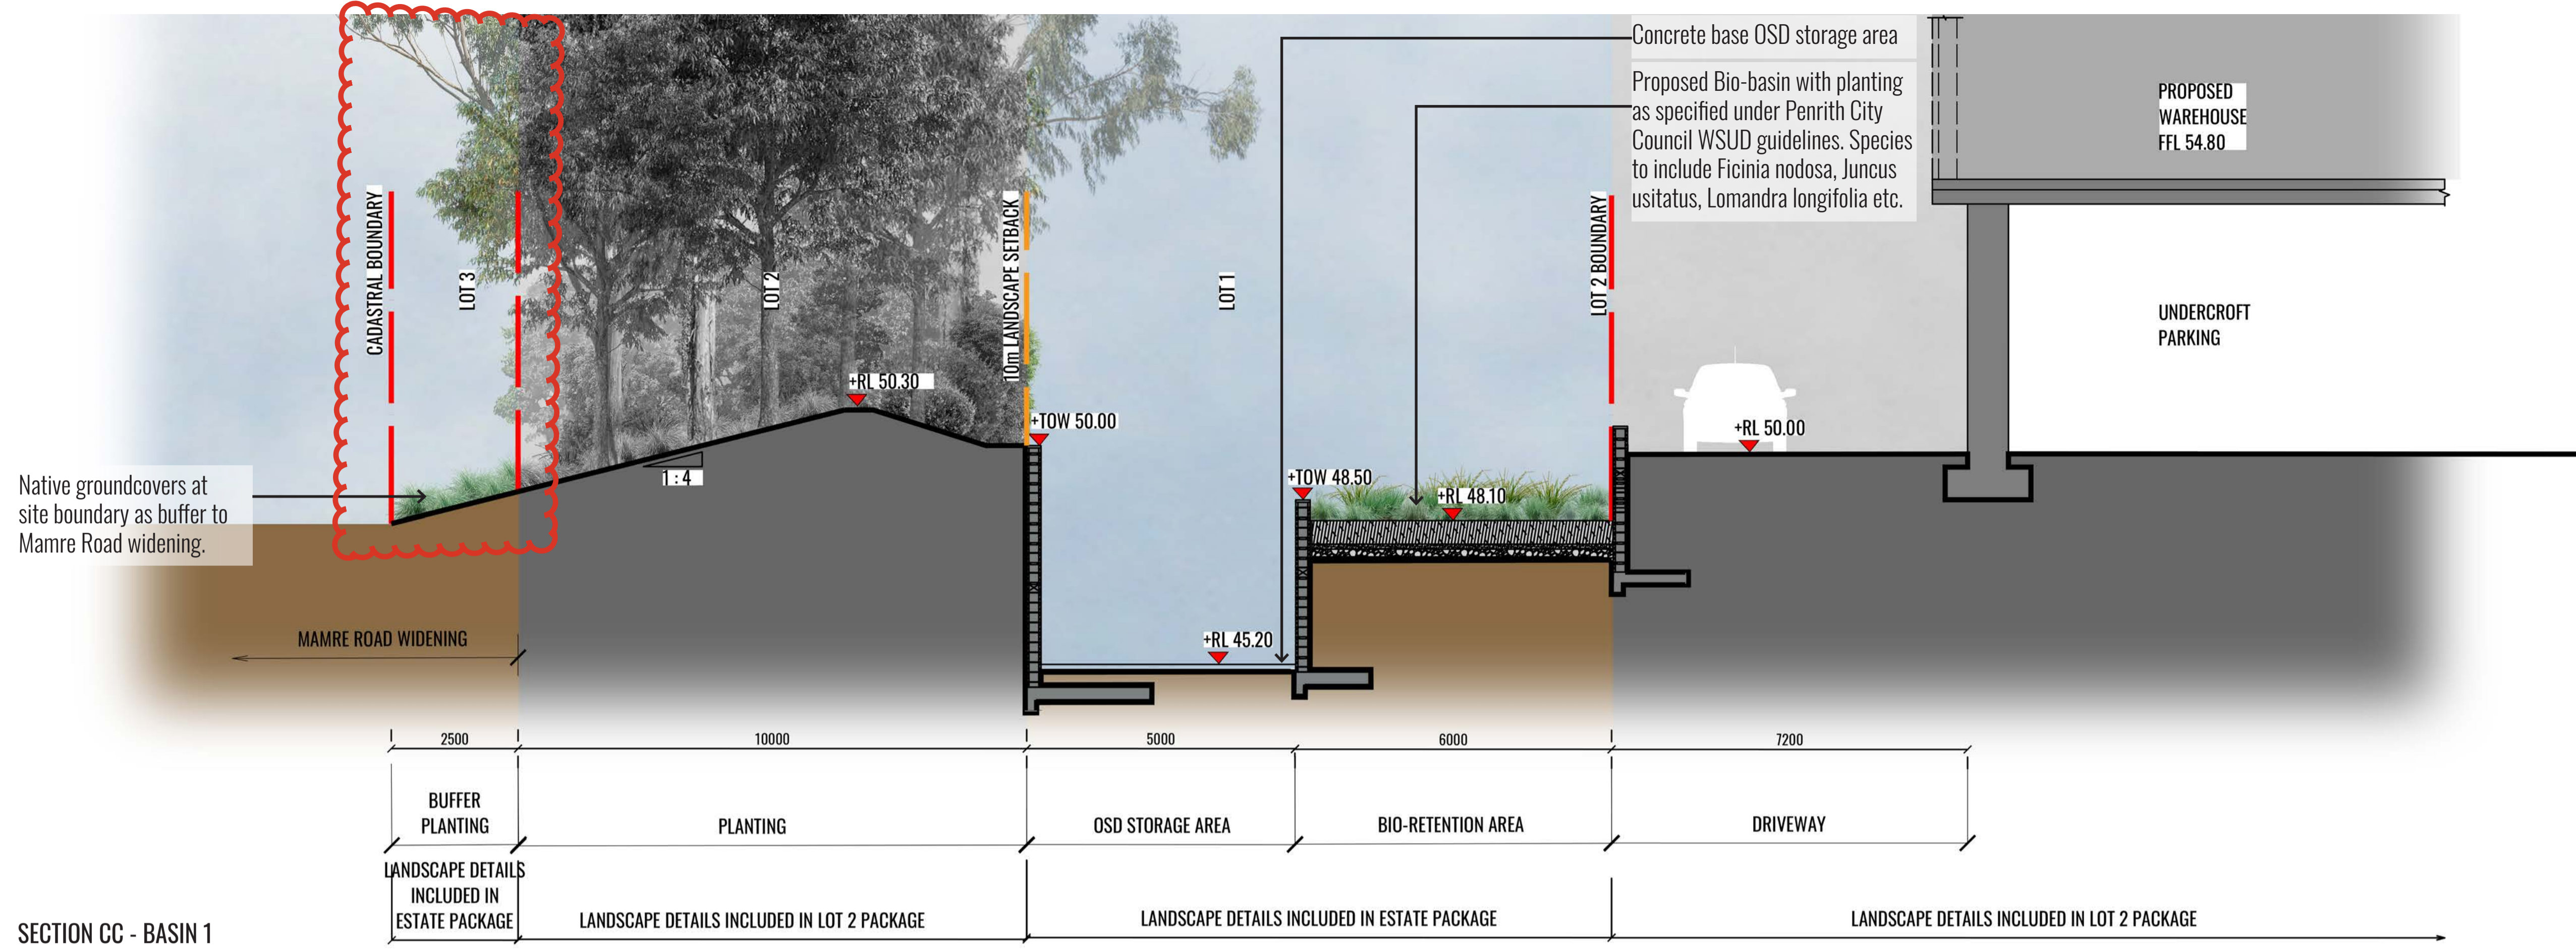 Concrete base OSD storage area
Proposed Bio-basin with planting
as specified under Penrith City
Council WSUD guidelines. Species
to include Ficinia nodosa, Juncus
usitatus, Lomandra longifolia etc.
PROPOSED
WAREHOUSE
FFL 54.80
CADASTRAL BOUNDARY
LOT 3
LOT 2
10m LANDSCAPE SETBACK
LOT 1
LOT 2 BOUNDARY
UNDERCROFT
PARKING
+RL 50.30
+TOW 50.00
+RL 50.00
1 : 4
+TOW 48.50
+RL 48.10
Native groundcovers at
site boundary as buffer to
Mamre Road widening.
MAMRE ROAD WIDENING
+RL 45.20
2500
10000
5000
6000
7200
BUFFER
PLANTING
PLANTING
OSD STORAGE AREA
BIO-RETENTION AREA
DRIVEWAY
LANDSCAPE DETAILS
INCLUDED IN
ESTATE PACKAGE
LANDSCAPE DETAILS INCLUDED IN LOT 2 PACKAGE
LANDSCAPE DETAILS INCLUDED IN ESTATE PACKAGE
LANDSCAPE DETAILS INCLUDED IN LOT 2 PACKAGE
SECTION CC - BASIN 1